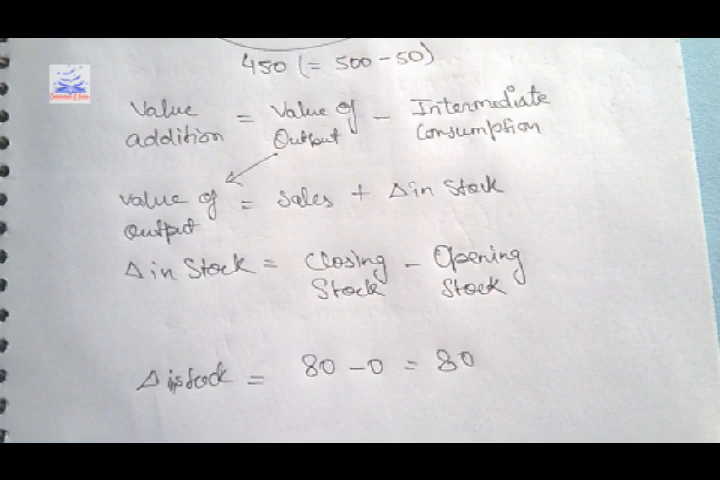 450 (= 500 - 50)
Value addition = Value of Output - Intermediate Consumption
Value of Output = Sales + Δ in Stock
Δ in Stock = Closing Stock - Opening Stock
Δ in stock = 80 - 0 = 80